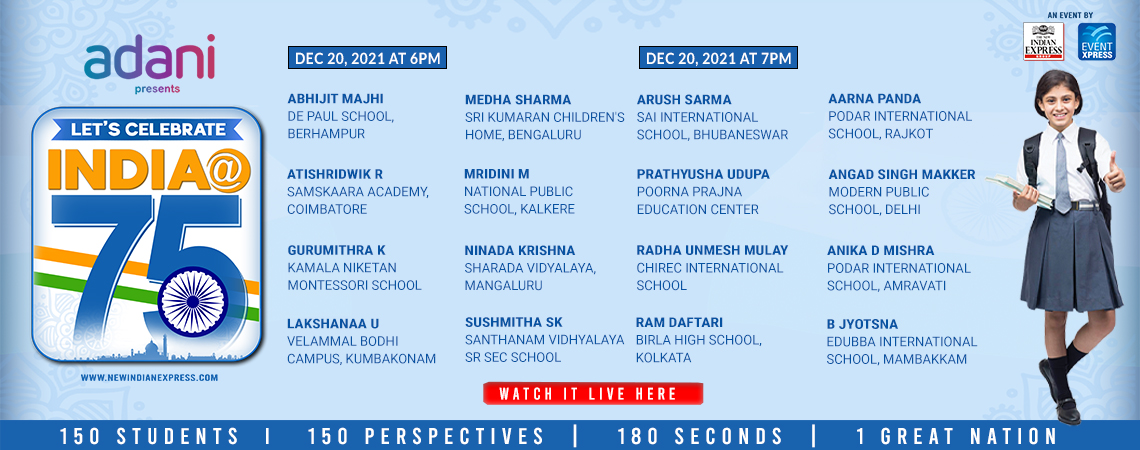 adani
presents
LET'S CELEBRATE
INDIA@
75
WWW.NEWINDIANEXPRESS.COM
DEC 20, 2021 AT 6PM
ABHIJIT MAJHI
DE PAUL SCHOOL,
BERHAMPUR
ATISHRIDWIK R
SAMSKAARA ACADEMY,
COIMBATORE
GURUMITHRA K
KAMALA NIKETAN
MONTESSORI SCHOOL
LAKSHANAA U
VELAMMAL BODHI
CAMPUS, KUMBAKONAM
MEDHA SHARMA
SRI KUMARAN CHILDREN'S
HOME, BENGALURU
MRIDINI M
NATIONAL PUBLIC
SCHOOL, KALKERE
NINADA KRISHNA
SHARADA VIDYALAYA,
MANGALURU
SUSHMITHA SK
SANTHANAM VIDHYALAYA
SR SEC SCHOOL
DEC 20, 2021 AT 7PM
ARUSH SARMA
SAI INTERNATIONAL
SCHOOL, BHUBANESWAR
PRATHYUSHA UDUPA
POORNA PRAJNA
EDUCATION CENTER
RADHA UNMESH MULAY
CHIREC INTERNATIONAL
SCHOOL
RAM DAFTARI
BIRLA HIGH SCHOOL,
KOLKATA
AARNA PANDA
PODAR INTERNATIONAL
SCHOOL, RAJKOT
ANGAD SINGH MAKKER
MODERN PUBLIC
SCHOOL, DELHI
ANIKA D MISHRA
PODAR INTERNATIONAL
SCHOOL, AMRAVATI
B JYOTSNA
EDUBBA INTERNATIONAL
SCHOOL, MAMBAKKAM
AN EVENT BY
THE NEW
INDIAN
EXPRESS
GROUP
EVENT
XPRESS
WATCH IT LIVE HERE
150 STUDENTS I 150 PERSPECTIVES | 180 SECONDS | 1 GREAT NATION